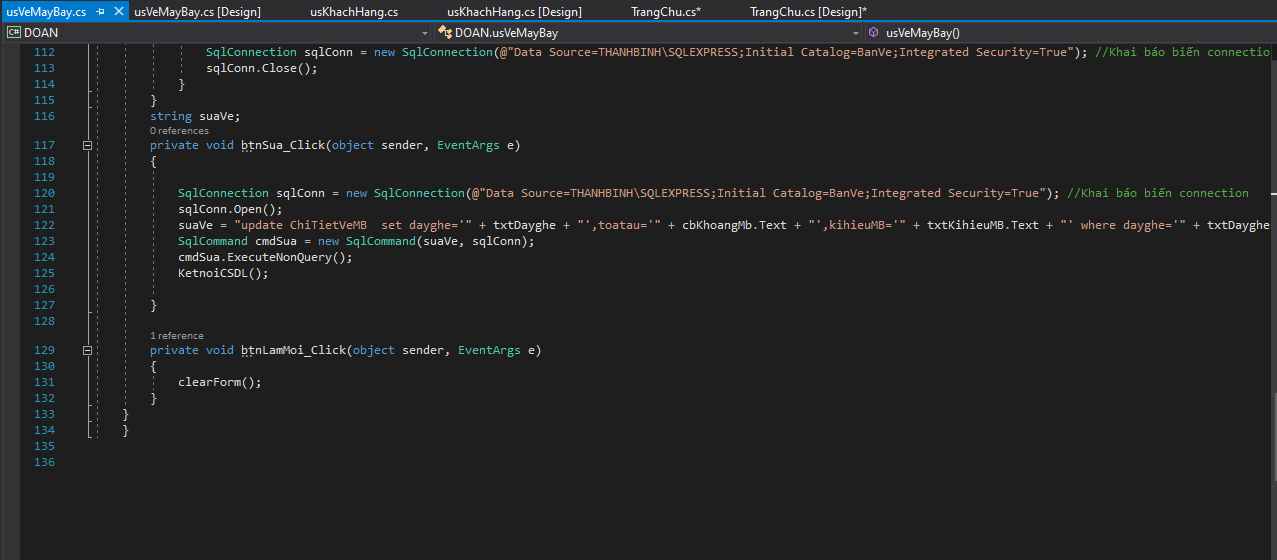 usVeMayBay.cs usVeMayBay.cs [Design] usKhachHang.cs usKhachHang.cs [Design] TrangChu.cs* TrangChu.cs [Design]*
C# DOAN DOAN.usVeMayBay usVeMayBay()
112 SqlConnection sqlConn = new SqlConnection(@"Data Source=THANHBINH\SQLEXPRESS;Initial Catalog=BanVe;Integrated Security=True"); //Khai báo biến connectio
113 sqlConn.Close();
114 }
115 }
116 string suaVe;
0 references
117 private void btnSua_Click(object sender, EventArgs e)
118 {
119
120 SqlConnection sqlConn = new SqlConnection(@"Data Source=THANHBINH\SQLEXPRESS;Initial Catalog=BanVe;Integrated Security=True"); //Khai báo biến connection
121 sqlConn.Open();
122 suaVe = "update ChiTietVeMB  set dayghe='" + txtDayghe + "',toatau='" + cbKhoangMb.Text + "',kihieuMB='" + txtKihieuMB.Text + "' where dayghe='" + txtDayghe
123 SqlCommand cmdSua = new SqlCommand(suaVe, sqlConn);
124 cmdSua.ExecuteNonQuery();
125 KetnoiCSDL();
126
127 }
128
1 reference
129 private void btnLamMoi_Click(object sender, EventArgs e)
130 {
131 clearForm();
132 }
133 }
134 }
135
136